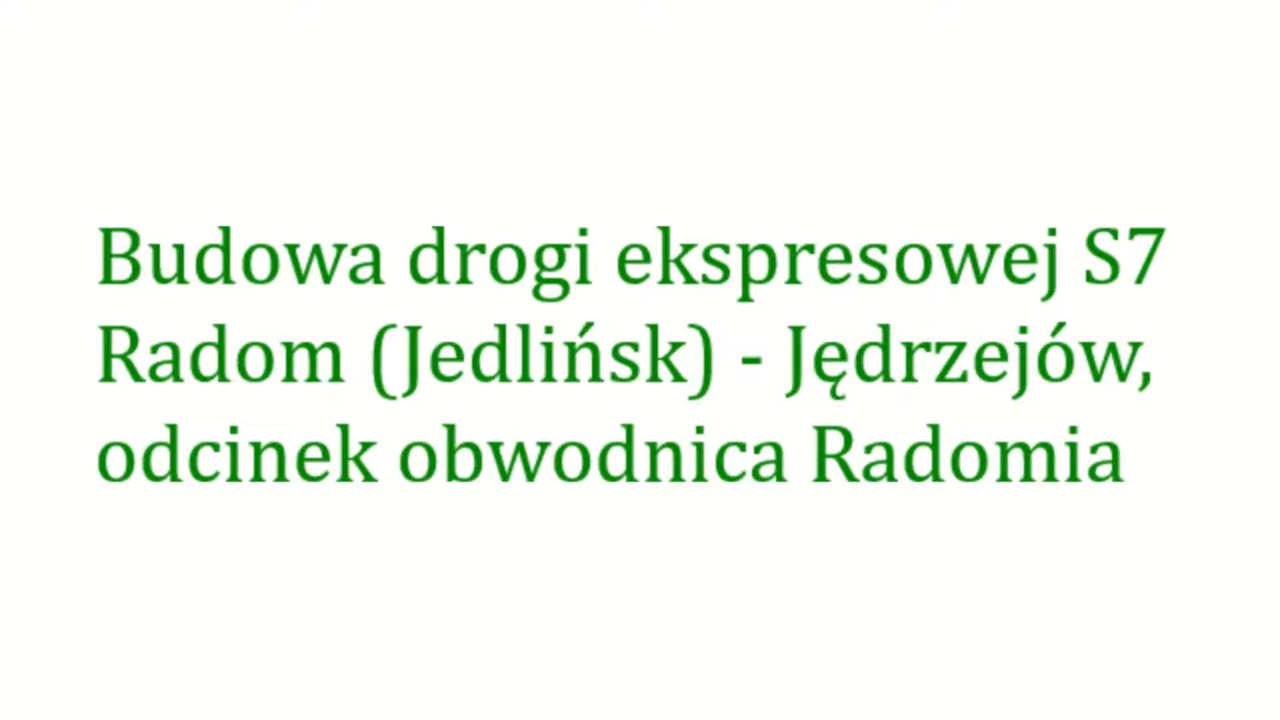 Budowa drogi ekspresowej S7
Radom (Jedlińsk) - Jędrzejów,
odcinek obwodnica Radomia